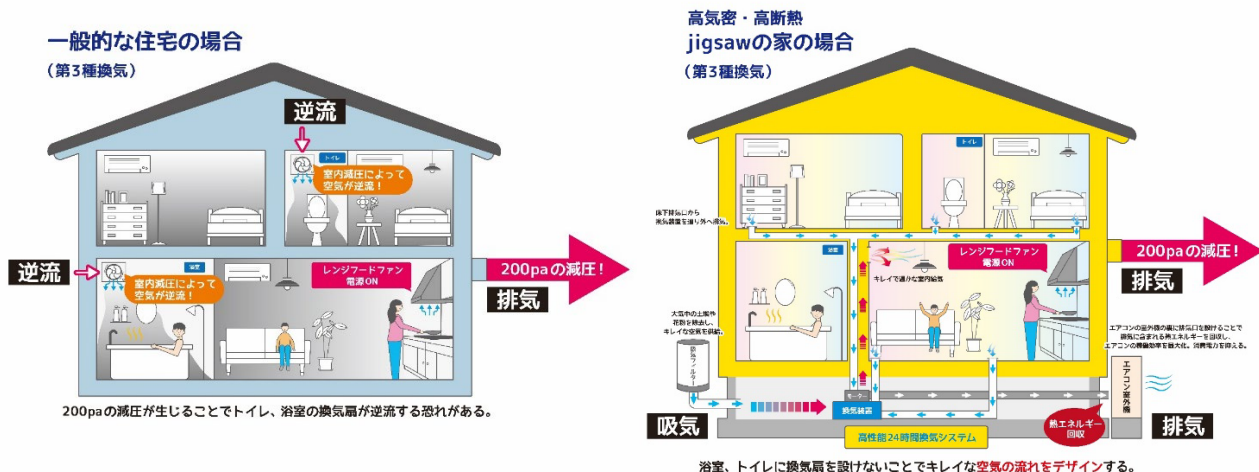 一般的な住宅の場合
（第3種換気）
逆流
トイレ
室内減圧によって
空気が逆流！
逆流
浴室
室内減圧によって
空気が逆流！
レンジフードファン
電源ON
200paの減圧！
排気
200paの減圧が生じることでトイレ、浴室の換気扇が逆流する恐れがある。
高気密・高断熱
jigsawの家の場合
（第3種換気）
トイレ
床下排気口から
換気装置を通り外へ排気。
浴室
キレイで温かな室内給気
レンジフードファン
電源ON
200paの減圧！
排気
大気中の土埃や
花粉を除去し、
キレイな空気を供給。
エアコンの室外機の裏に排気口を設けることで
換気に含まれる熱エネルギーを回収し、
エアコンの稼働効率を最大化。消費電力を抑える。
換気フィルター
エアコン室外機
モーター
換気装置
吸気
熱エネルギー
回収
排気
高性能24時間換気システム
浴室、トイレに換気扇を設けないことでキレイな空気の流れをデザインする。